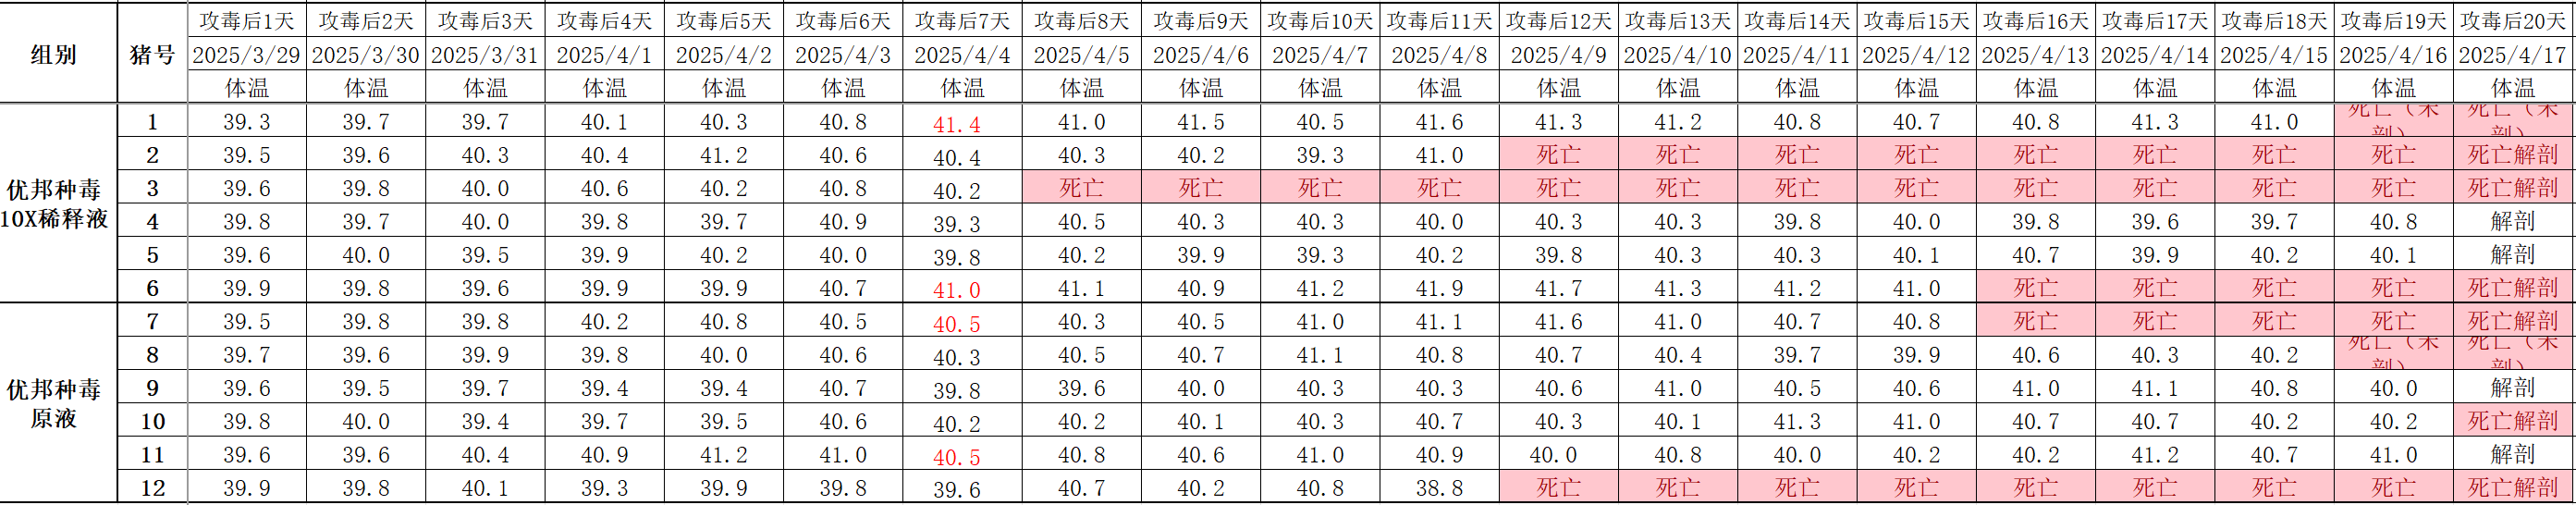 组别 猪号 攻毒后1天 攻毒后2天 攻毒后3天 攻毒后4天 攻毒后5天 攻毒后6天 攻毒后7天 攻毒后8天 攻毒后9天 攻毒后10天 攻毒后11天 攻毒后12天 攻毒后13天 攻毒后14天 攻毒后15天 攻毒后16天 攻毒后17天 攻毒后18天 攻毒后19天 攻毒后20天
2025/3/29 2025/3/30 2025/3/31 2025/4/1 2025/4/2 2025/4/3 2025/4/4 2025/4/5 2025/4/6 2025/4/7 2025/4/8 2025/4/9 2025/4/10 2025/4/11 2025/4/12 2025/4/13 2025/4/14 2025/4/15 2025/4/16 2025/4/17
体温 体温 体温 体温 体温 体温 体温 体温 体温 体温 体温 体温 体温 体温 体温 体温 体温 体温 体温 体温
优邦种毒
10X稀释液
1 39.3 39.7 39.7 40.1 40.3 40.8 41.4 41.0 41.5 40.5 41.6 41.3 41.2 40.8 40.7 40.8 41.3 41.0 死亡（未剖） 死亡（未剖）
2 39.5 39.6 40.3 40.4 41.2 40.6 40.4 40.3 40.2 39.3 41.0 死亡 死亡 死亡 死亡 死亡 死亡 死亡 死亡 死亡解剖
3 39.6 39.8 40.0 40.6 40.2 40.8 40.2 死亡 死亡 死亡 死亡 死亡 死亡 死亡 死亡 死亡 死亡 死亡 死亡 死亡解剖
4 39.8 39.7 40.0 39.8 39.7 40.9 39.3 40.5 40.3 40.3 40.0 40.3 40.3 39.8 40.0 39.8 39.6 39.7 40.8 解剖
5 39.6 40.0 39.5 39.9 40.2 40.0 39.8 40.2 39.9 39.3 40.2 39.8 40.3 40.3 40.1 40.7 39.9 40.2 40.1 解剖
6 39.9 39.8 39.6 39.9 39.9 40.7 41.0 41.1 40.9 41.2 41.9 41.7 41.3 41.2 41.0 死亡 死亡 死亡 死亡 死亡解剖
优邦种毒
原液
7 39.5 39.8 39.8 40.2 40.8 40.5 40.5 40.3 40.5 41.0 41.1 41.6 41.0 40.7 40.8 死亡 死亡 死亡 死亡 死亡解剖
8 39.7 39.6 39.9 39.8 40.0 40.6 40.3 40.5 40.7 41.1 40.8 40.7 40.4 39.7 39.9 40.6 40.3 40.2 死亡（未剖） 死亡（未剖）
9 39.6 39.5 39.7 39.4 39.4 40.7 39.8 39.6 40.0 40.3 40.3 40.6 41.0 40.5 40.6 41.0 41.1 40.8 40.0 解剖
10 39.8 40.0 39.4 39.7 39.5 40.6 40.2 40.2 40.1 40.3 40.7 40.3 40.1 41.3 41.0 40.7 40.7 40.2 40.2 死亡解剖
11 39.6 39.6 40.4 40.9 41.2 41.0 40.5 40.8 40.6 41.0 40.9 40.0 40.8 40.0 40.2 40.2 41.2 40.7 41.0 解剖
12 39.9 39.8 40.1 39.3 39.9 39.8 39.6 40.7 40.2 40.8 38.8 死亡 死亡 死亡 死亡 死亡 死亡 死亡 死亡 死亡解剖